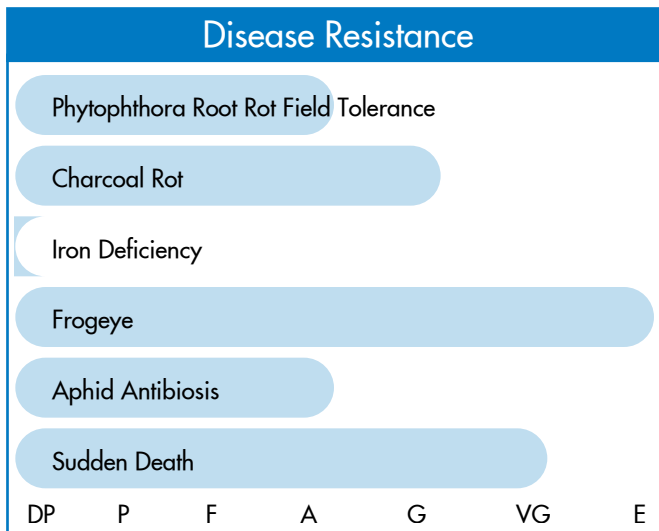 Disease Resistance
Phytophthora Root Rot Field Tolerance
Charcoal Rot
Iron Deficiency
Frogeye
Aphid Antibiosis
Sudden Death
DP P F A G VG E